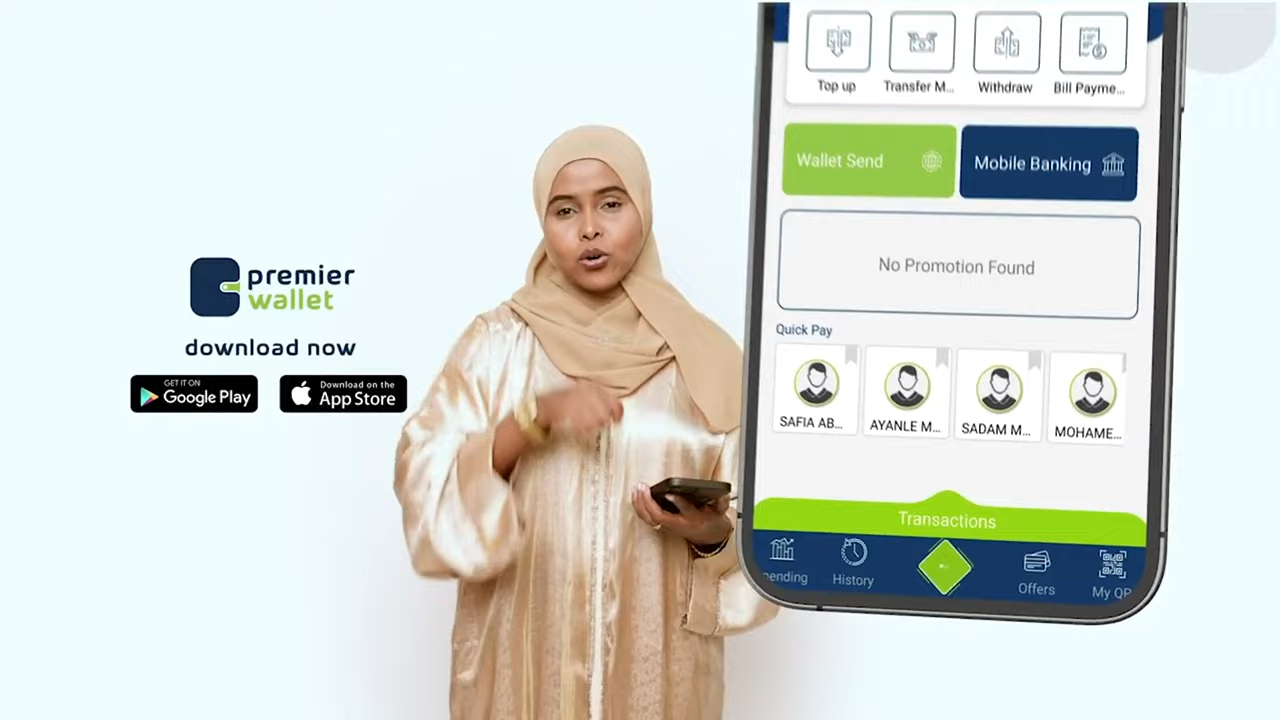 premier
wallet
download now
GET IT ON
Google Play
Download on the
App Store
Top up
Transfer M...
Withdraw
Bill Payme...
Wallet Send
Mobile Banking
No Promotion Found
Quick Pay
SAFIA AB...
AYANLE M...
SADAM M...
MOHAME...
Transactions
ending
History
Offers
My QR